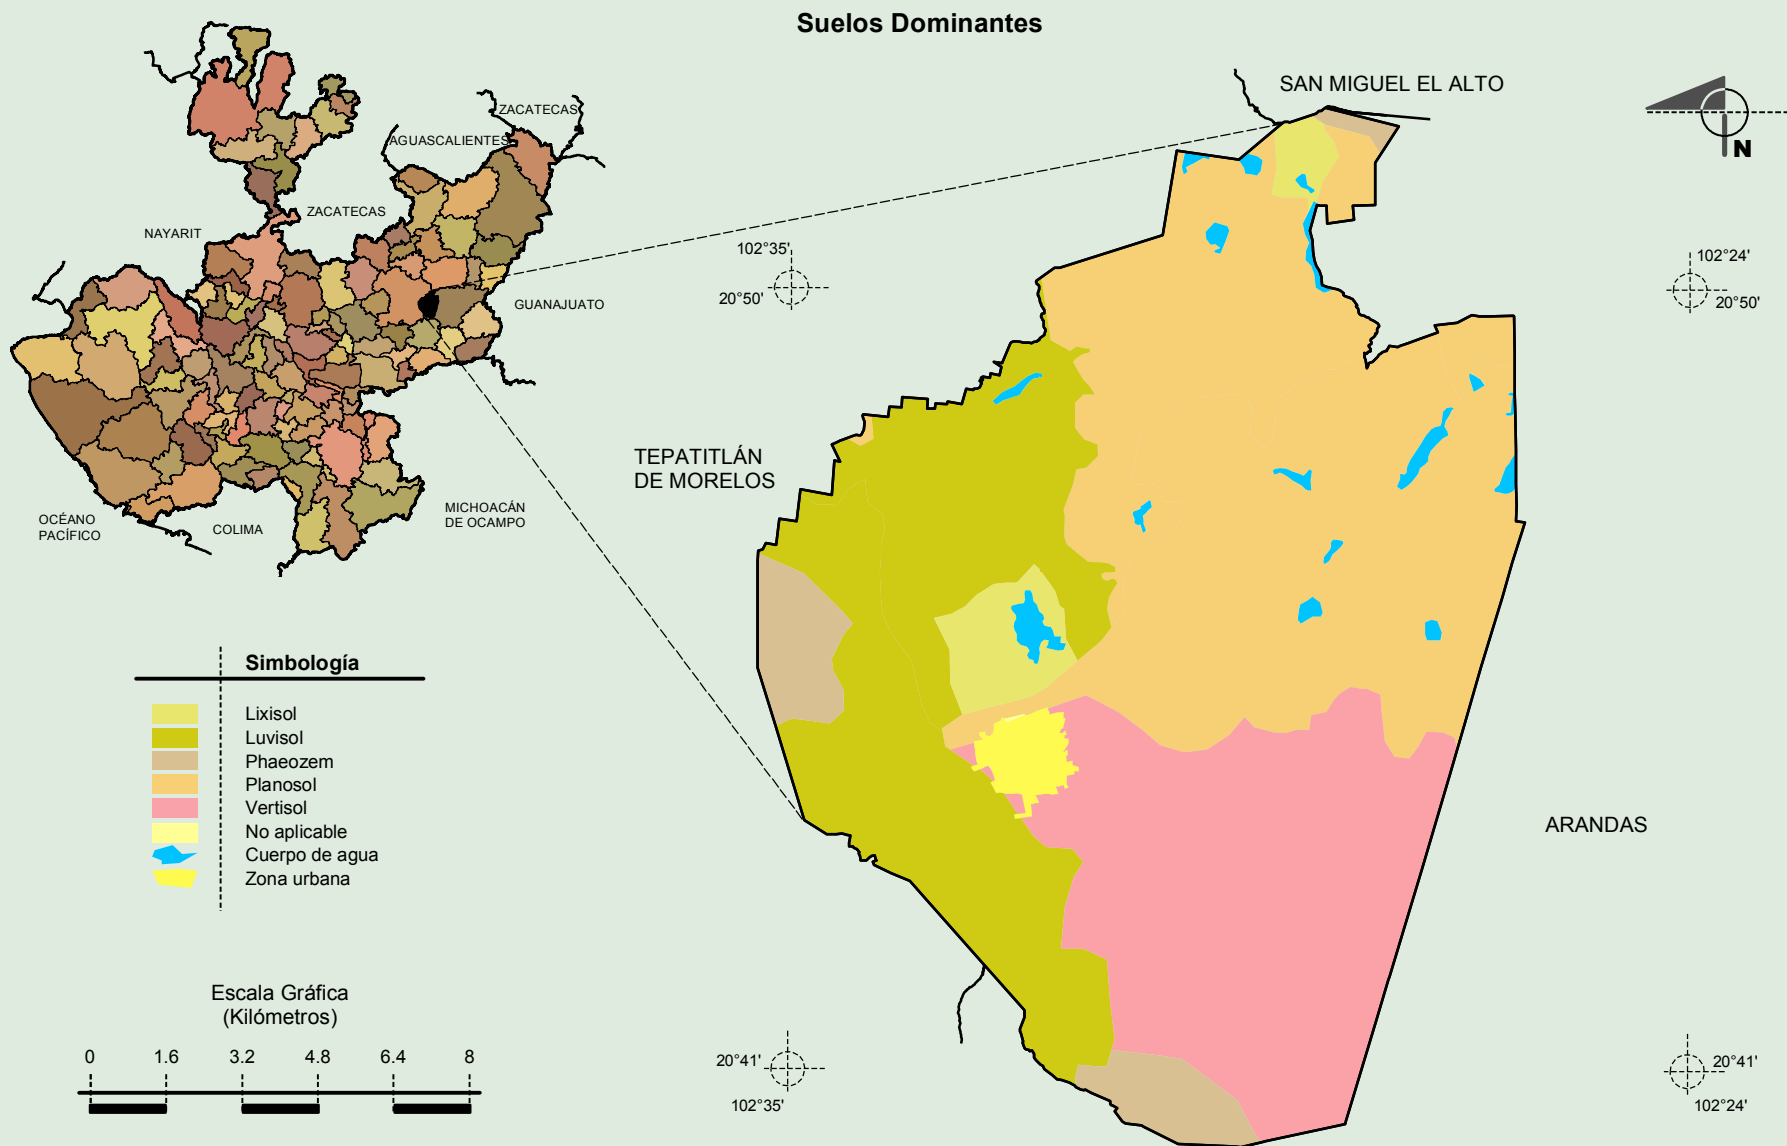 Suelos Dominantes
SAN MIGUEL EL ALTO
ZACATECAS
AGUASCALIENTES
ZACATECAS
NAYARIT
GUANAJUATO
OCÉANO
PACÍFICO
COLIMA
MICHOACÁN
DE OCAMPO
N
102°35'
20°50'
102°24'
20°50'
TEPATITLÁN
DE MORELOS
ARANDAS
Simbología
Lixisol
Luvisol
Phaeozem
Planosol
Vertisol
No aplicable
Cuerpo de agua
Zona urbana
Escala Gráfica
(Kilómetros)
0 1.6 3.2 4.8 6.4 8
20°41'
102°35'
20°41'
102°24'